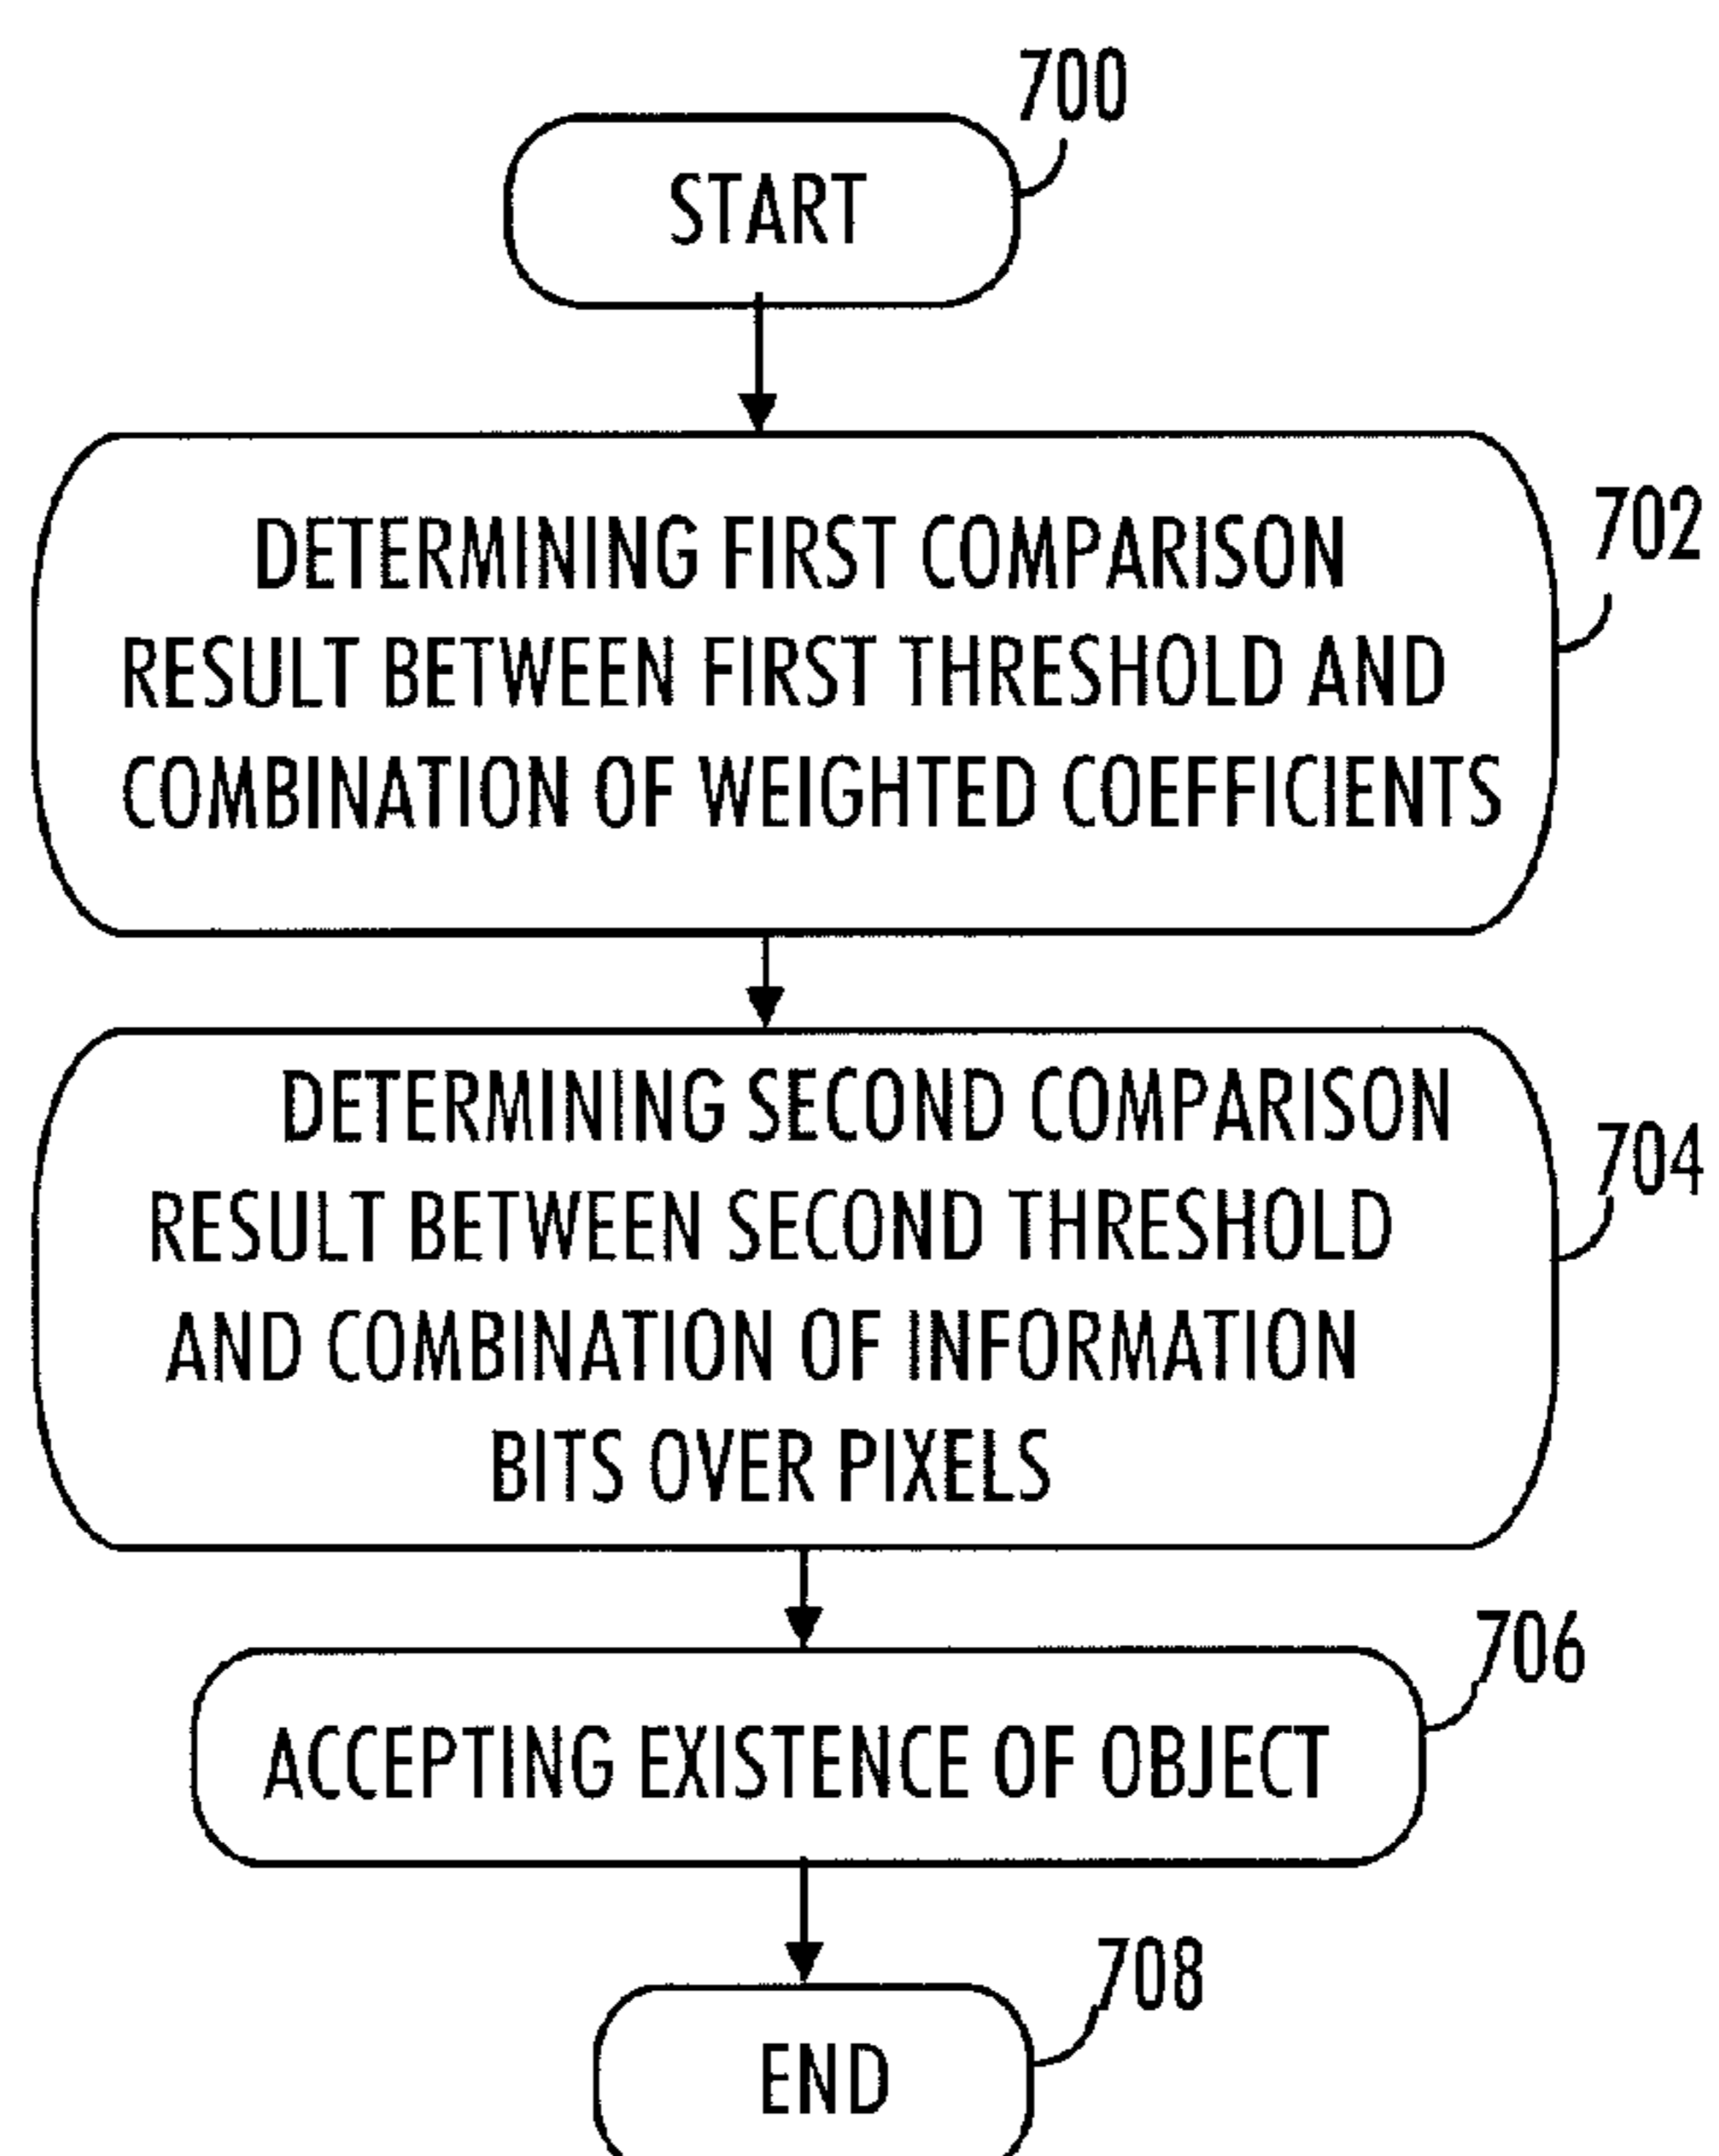 700
START
702
DETERMINING FIRST COMPARISON
RESULT BETWEEN FIRST THRESHOLD AND
COMBINATION OF WEIGHTED COEFFICIENTS
704
DETERMINING SECOND COMPARISON
RESULT BETWEEN SECOND THRESHOLD
AND COMBINATION OF INFORMATION
BITS OVER PIXELS
706
ACCEPTING EXISTENCE OF OBJECT
708
END